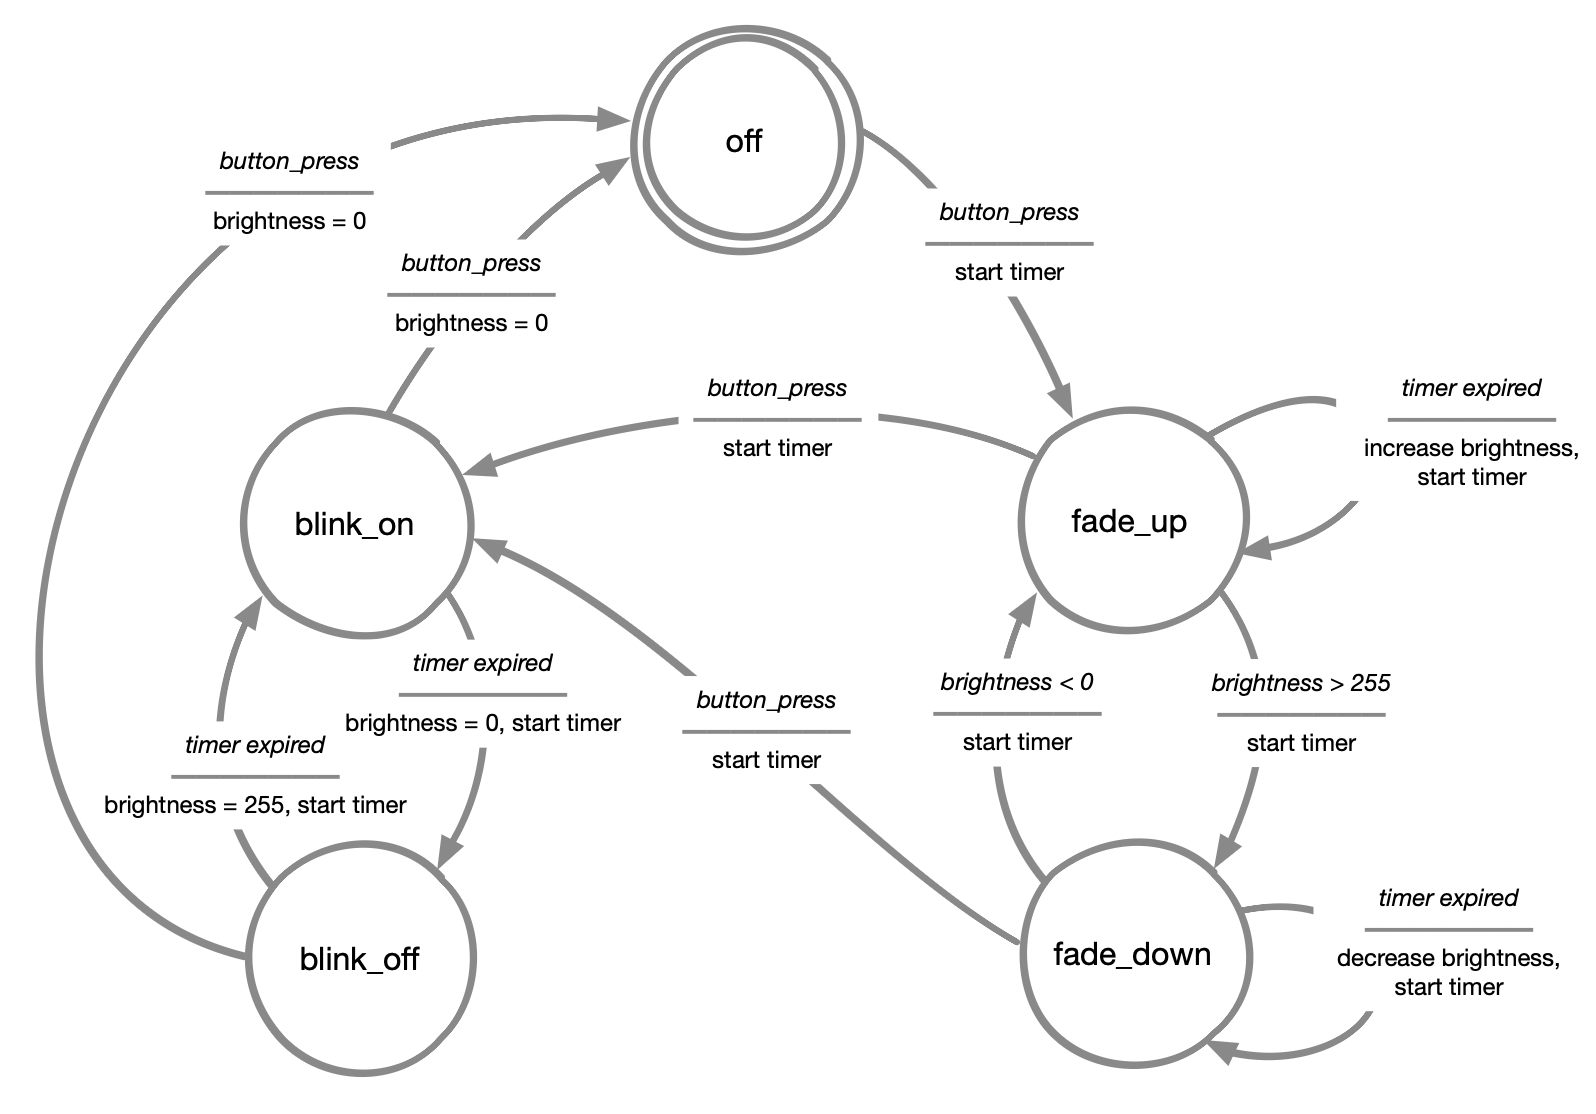 off
button_press
brightness = 0
button_press
start timer
button_press
brightness = 0
button_press
start timer
timer expired
increase brightness,
start timer
blink_on
fade_up
timer expired
brightness = 0, start timer
timer expired
brightness = 255, start timer
button_press
start timer
brightness < 0
start timer
brightness > 255
start timer
timer expired
decrease brightness,
start timer
blink_off
fade_down